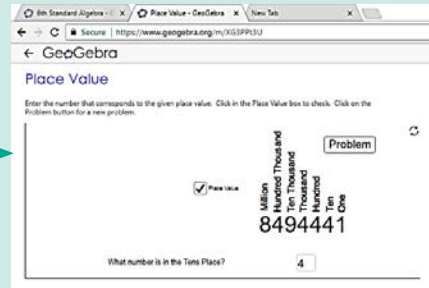 6th Standard Algebra - G
Place Value - GeoGebra
New Tab
Secure | https://www.geogebra.org/m/XG3PPt3U
GeoGebra
Place Value
Enter the number that corresponds to the given place value. Click in the Place Value box to check. Click on the
Problem button for a new problem.
Problem
Place Value
Million
Hundred Thousand
Ten Thousand
Thousand
Hundred
Ten
One
8494441
What number is in the Tens Place?
4